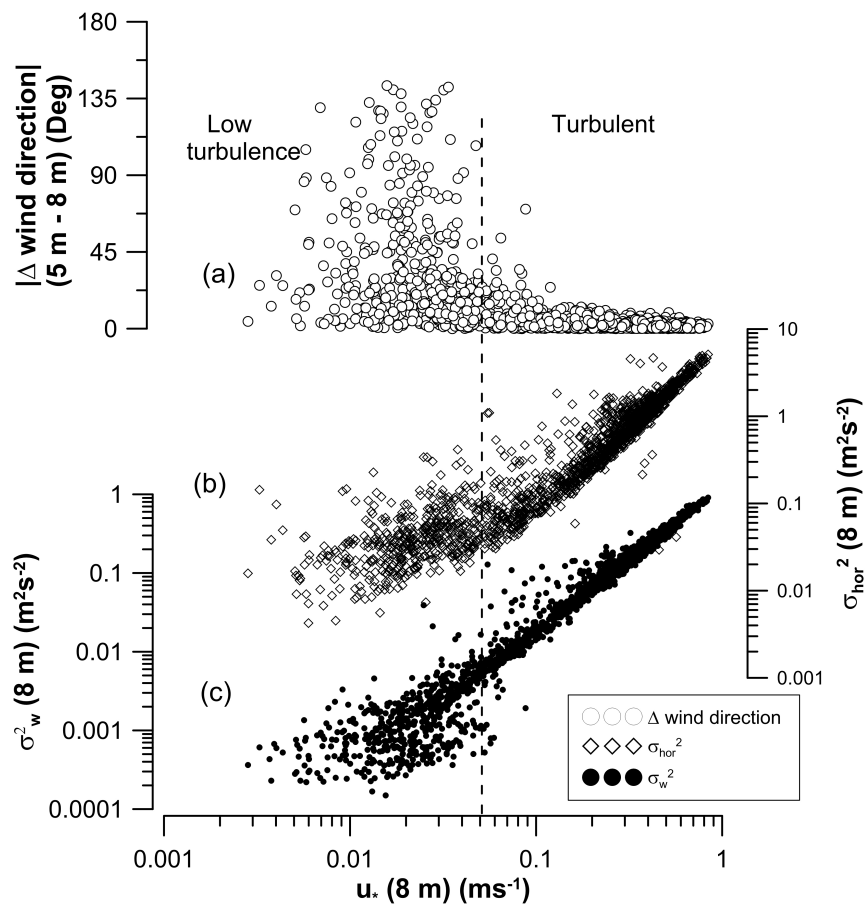 180
135
90
45
0
|Δ wind direction|
(5 m - 8 m) (Deg)
Low
turbulence
Turbulent
(a)
10
1
0.1
0.01
0.001
σhor² (8 m) (m²s⁻²)
(b)
1
0.1
0.01
0.001
0.0001
σ²w (8 m) (m²s⁻²)
(c)
Δ wind direction
σhor²
σw²
0.001
0.01
0.1
1
u* (8 m) (ms⁻¹)